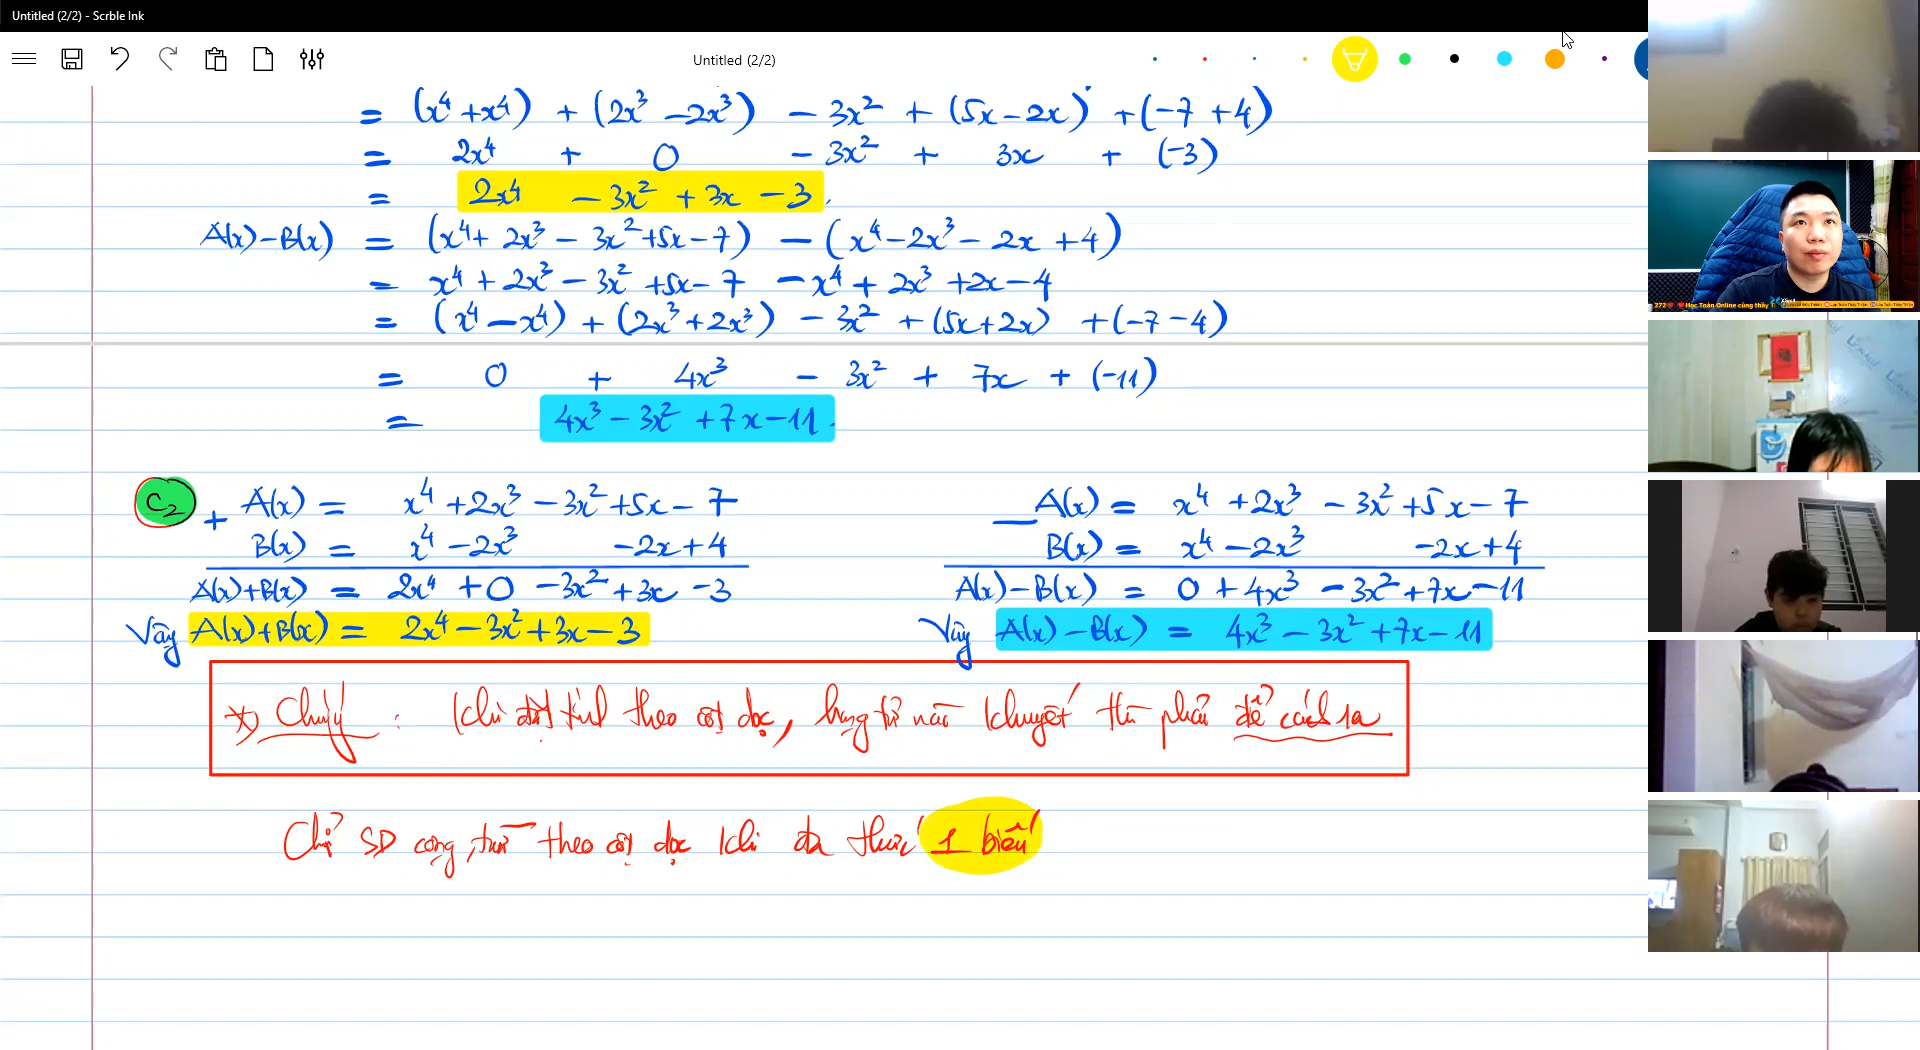 Untitled (2/2) - Scrble Ink
Untitled (2/2)
= (x⁴ + x⁴) + (2x³ - 2x³) - 3x² + (5x - 2x) + (-7 + 4)
= 2x⁴ + 0 - 3x² + 3x + (-3)
= 2x⁴ - 3x² + 3x - 3.
A(x) - B(x) = (x⁴ + 2x³ - 3x² + 5x - 7) - (x⁴ - 2x³ - 2x + 4)
= x⁴ + 2x³ - 3x² + 5x - 7 - x⁴ + 2x³ + 2x - 4
= (x⁴ - x⁴) + (2x³ + 2x³) - 3x² + (5x + 2x) + (-7 - 4)
= 0 + 4x³ - 3x² + 7x + (-11)
= 4x³ - 3x² + 7x - 11.
C2
+ A(x) = x⁴ + 2x³ - 3x² + 5x - 7
B(x) = x⁴ - 2x³ - 2x + 4
A(x) + B(x) = 2x⁴ + 0 - 3x² + 3x - 3
Vậy A(x) + B(x) = 2x⁴ - 3x² + 3x - 3
- A(x) = x⁴ + 2x³ - 3x² + 5x - 7
B(x) = x⁴ - 2x³ - 2x + 4
A(x) - B(x) = 0 + 4x³ - 3x² + 7x - 11
Vậy A(x) - B(x) = 4x³ - 3x² + 7x - 11
*) Chú ý : Khi đặt tính theo cột dọc, hạng tử nào khuyết thì phải để cách ra
Chỉ SD cộng, trừ theo cột dọc khi đa thức 1 biến
Học Toán Online cùng thầy